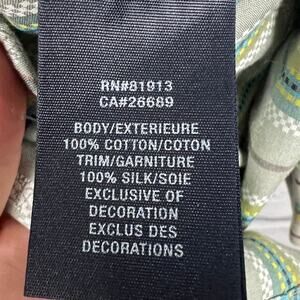 RN#81913
CA#26689
BODY/EXTERIEURE
100% COTTON/COTON
TRIM/GARNITURE
100% SILK/SOIE
EXCLUSIVE OF
DECORATION
EXCLUS DES
DECORATIONS